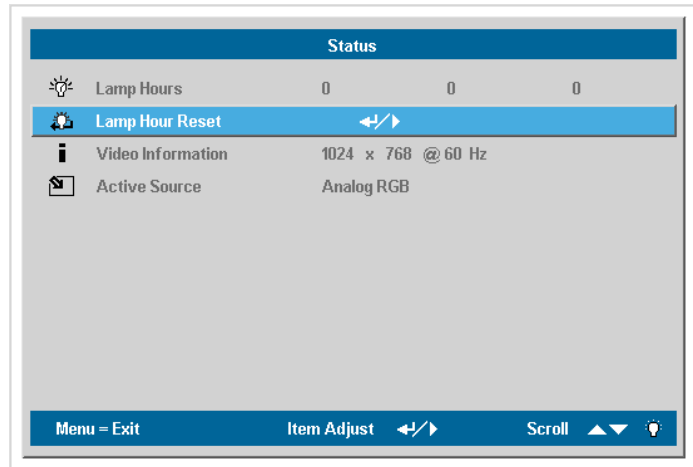 Status
Lamp Hours 0 0 0
Lamp Hour Reset
Video Information 1024 x 768 @ 60 Hz
Active Source Analog RGB
Menu = Exit Item Adjust Scroll